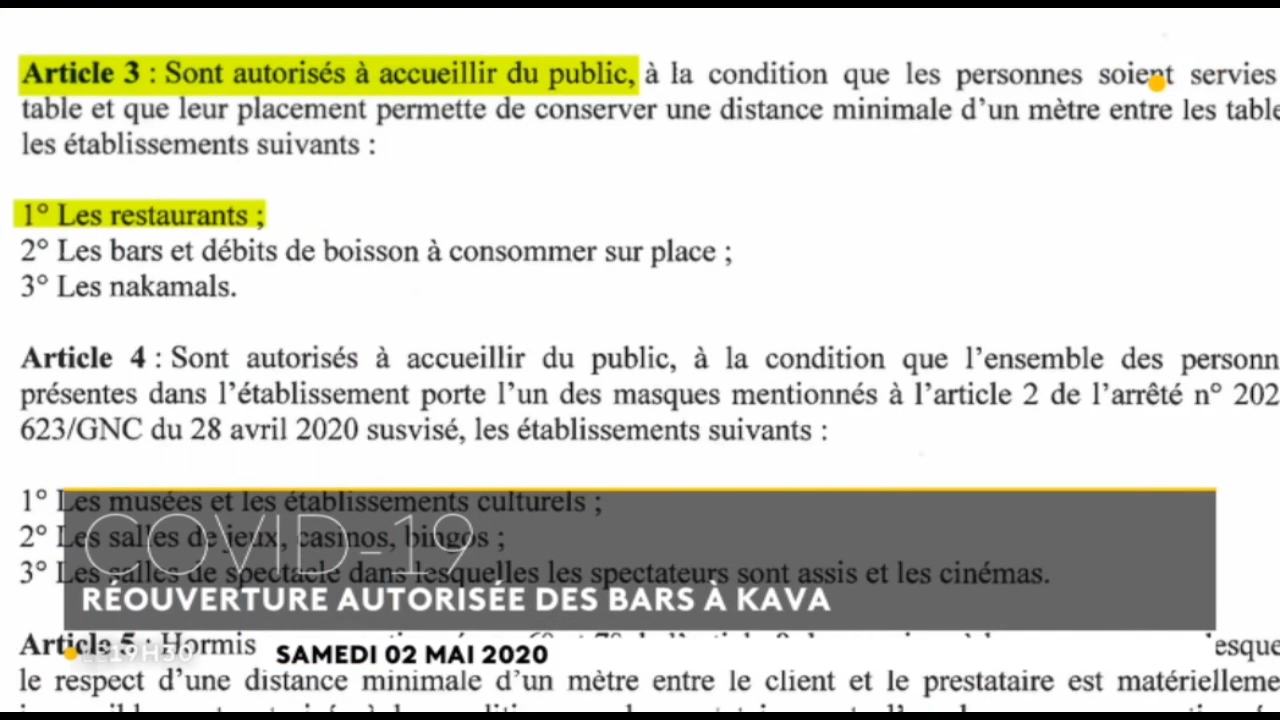 Article 3 : Sont autorisés à accueillir du public, à la condition que les personnes soient servies
table et que leur placement permette de conserver une distance minimale d'un mètre entre les table
les établissements suivants :
1° Les restaurants ;
2° Les bars et débits de boisson à consommer sur place ;
3° Les nakamals.
Article 4 : Sont autorisés à accueillir du public, à la condition que l'ensemble des personn
présentes dans l'établissement porte l'un des masques mentionnés à l'article 2 de l'arrêté n° 202
623/GNC du 28 avril 2020 susvisé, les établissements suivants :
1° Les musées et les établissements culturels ;
2° Les salles de jeux, casinos, bingos ;
3° Les salles de spectacle dans lesquelles les spectateurs sont assis et les cinémas.
COVID-19
RÉOUVERTURE AUTORISÉE DES BARS À KAVA
Article 5 : Hormis esque
LE 19H30 SAMEDI 02 MAI 2020
le respect d'une distance minimale d'un mètre entre le client et le prestataire est matérielleme